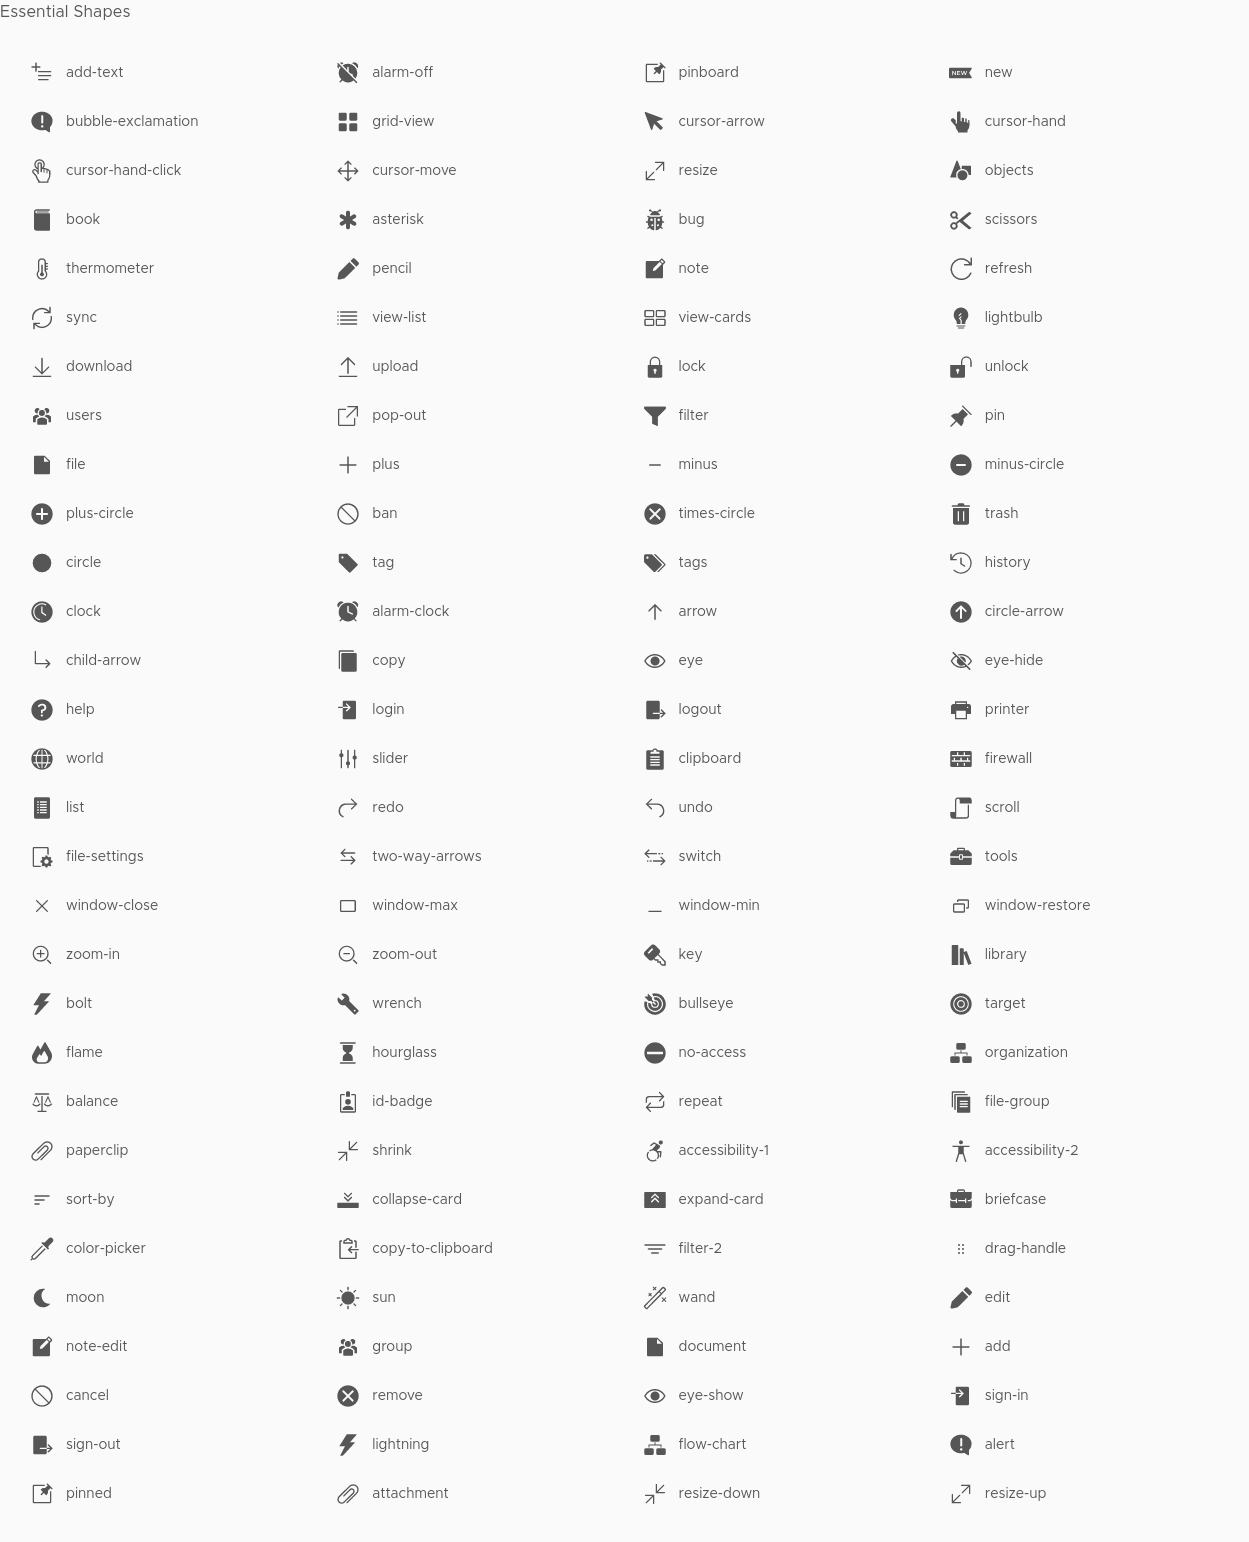 Essential Shapes
add-text alarm-off pinboard NEW new
bubble-exclamation grid-view cursor-arrow cursor-hand
cursor-hand-click cursor-move resize objects
book asterisk bug scissors
thermometer pencil note refresh
sync view-list view-cards lightbulb
download upload lock unlock
users pop-out filter pin
file plus minus minus-circle
plus-circle ban times-circle trash
circle tag tags history
clock alarm-clock arrow circle-arrow
child-arrow copy eye eye-hide
help login logout printer
world slider clipboard firewall
list redo undo scroll
file-settings two-way-arrows switch tools
window-close window-max window-min window-restore
zoom-in zoom-out key library
bolt wrench bullseye target
flame hourglass no-access organization
balance id-badge repeat file-group
paperclip shrink accessibility-1 accessibility-2
sort-by collapse-card expand-card briefcase
color-picker copy-to-clipboard filter-2 drag-handle
moon sun wand edit
note-edit group document add
cancel remove eye-show sign-in
sign-out lightning flow-chart alert
pinned attachment resize-down resize-up